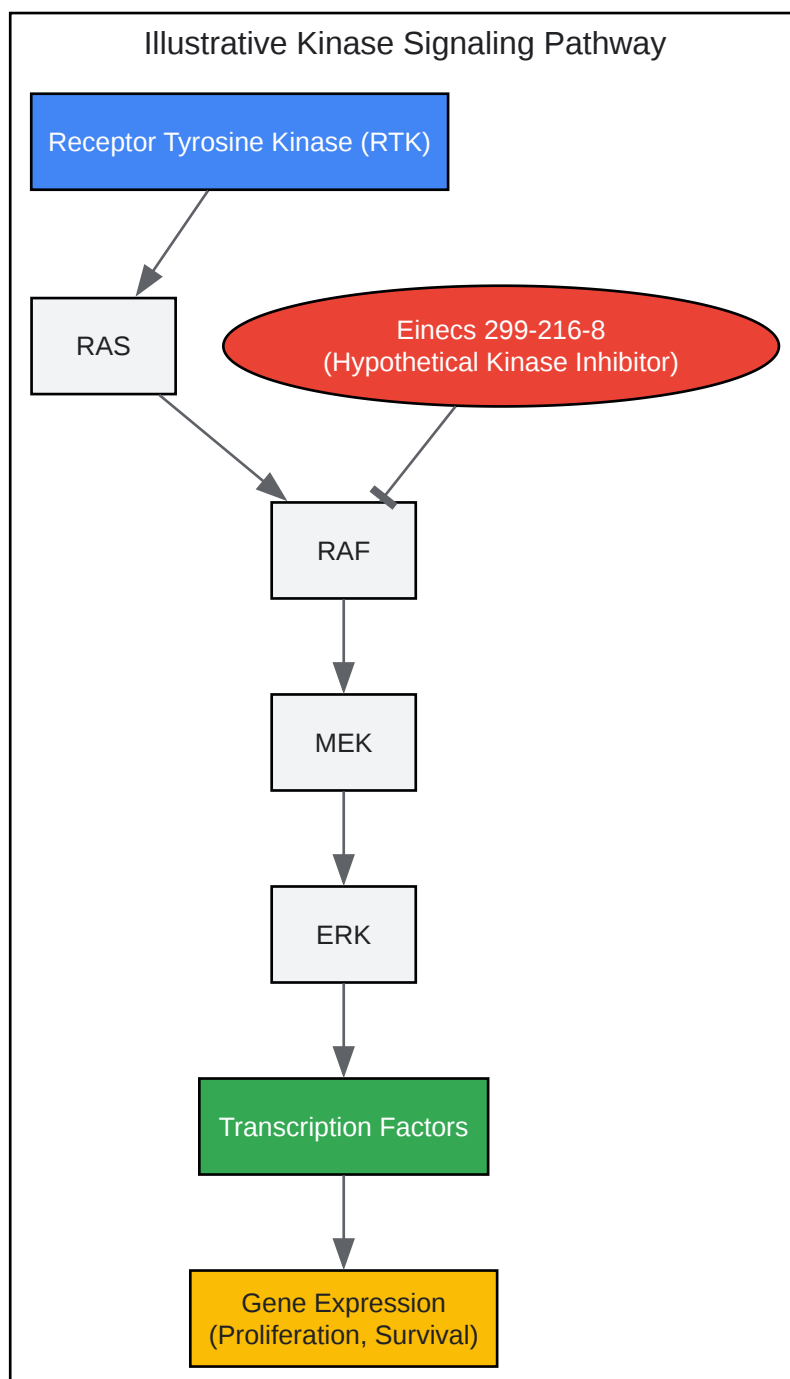 Illustrative Kinase Signaling Pathway
Receptor Tyrosine Kinase (RTK)
RAS
Einecs 299-216-8
(Hypothetical Kinase Inhibitor)
RAF
MEK
ERK
Transcription Factors
Gene Expression
(Proliferation, Survival)